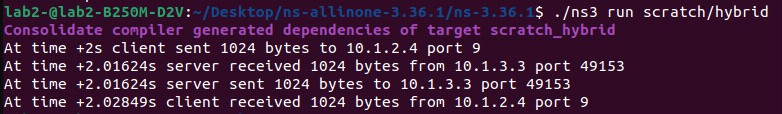 lab2-@lab2-B250M-D2V:~/Desktop/ns-allinone-3.36.1/ns-3.36.1$ ./ns3 run scratch/hybrid
Consolidate compiler generated dependencies of target scratch_hybrid
At time +2s client sent 1024 bytes to 10.1.2.4 port 9
At time +2.01624s server received 1024 bytes from 10.1.3.3 port 49153
At time +2.01624s server sent 1024 bytes to 10.1.3.3 port 49153
At time +2.02849s client received 1024 bytes from 10.1.2.4 port 9